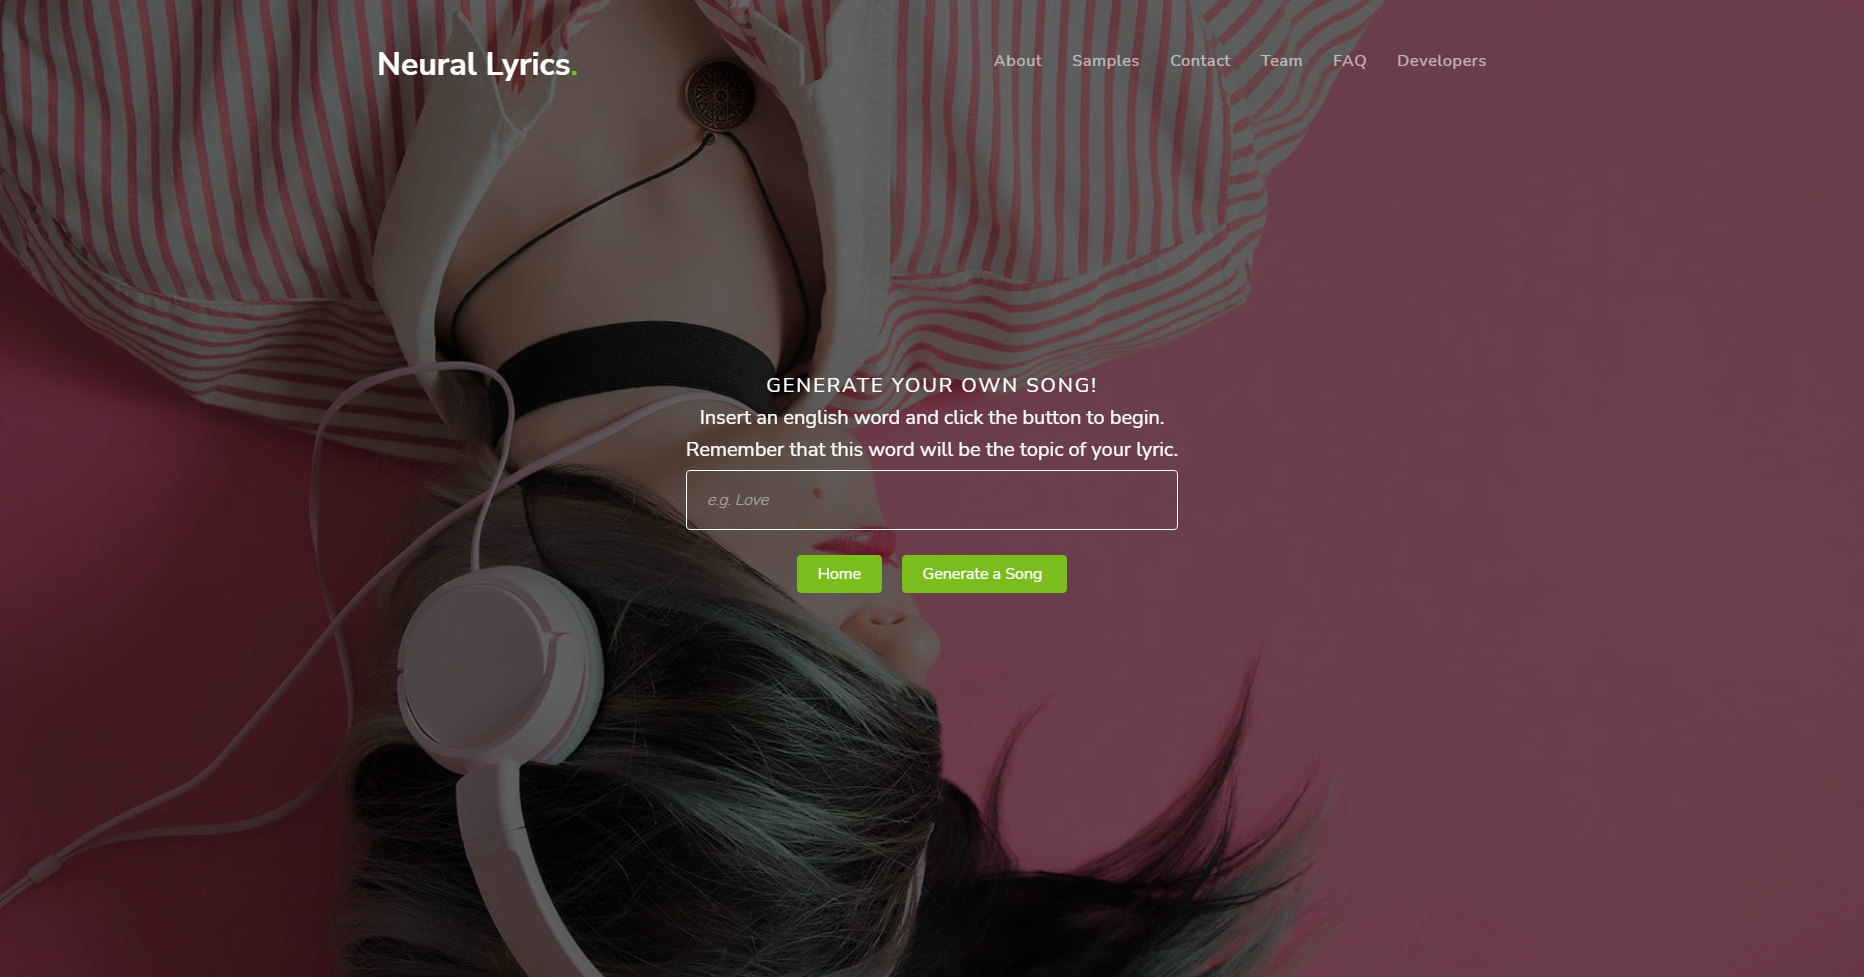 Neural Lyrics.
About Samples Contact Team FAQ Developers
GENERATE YOUR OWN SONG!
Insert an english word and click the button to begin.
Remember that this word will be the topic of your lyric.
e.g. Love
Home Generate a Song